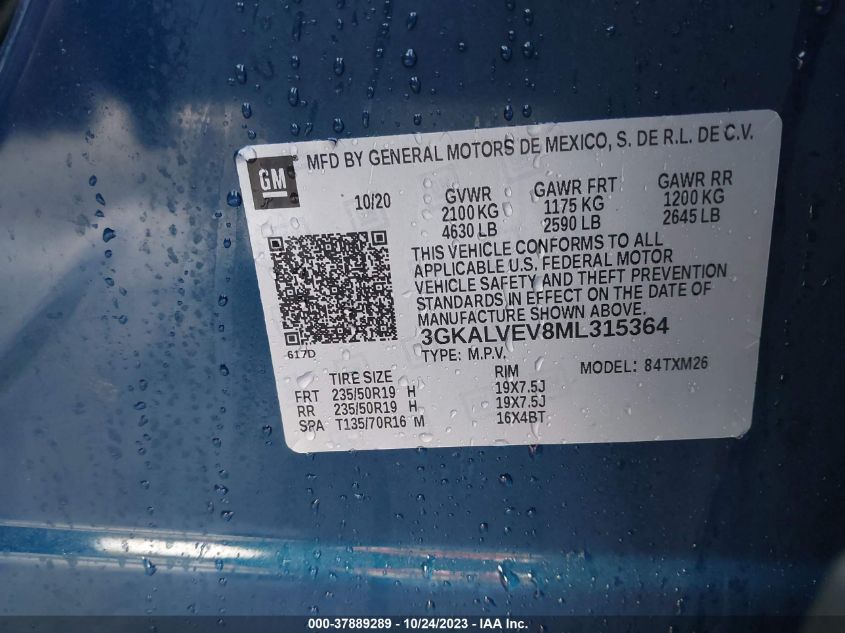 GM
MFD BY GENERAL MOTORS DE MEXICO, S. DE R.L. DE C.V.
10/20
GVWR
2100 KG
4630 LB
GAWR FRT
1175 KG
2590 LB
GAWR RR
1200 KG
2645 LB
THIS VEHICLE CONFORMS TO ALL
APPLICABLE U.S. FEDERAL MOTOR
VEHICLE SAFETY AND THEFT PREVENTION
STANDARDS IN EFFECT ON THE DATE OF
MANUFACTURE SHOWN ABOVE.
3GKALVEV8ML315364
TYPE: M.P.V.
MODEL: 84TXM26
617D
TIRE SIZE RIM
FRT 235/50R19 H 19X7.5J
RR 235/50R19 H 19X7.5J
SPA T135/70R16 M 16X4BT
000-37889289 - 10/24/2023 - IAA Inc.